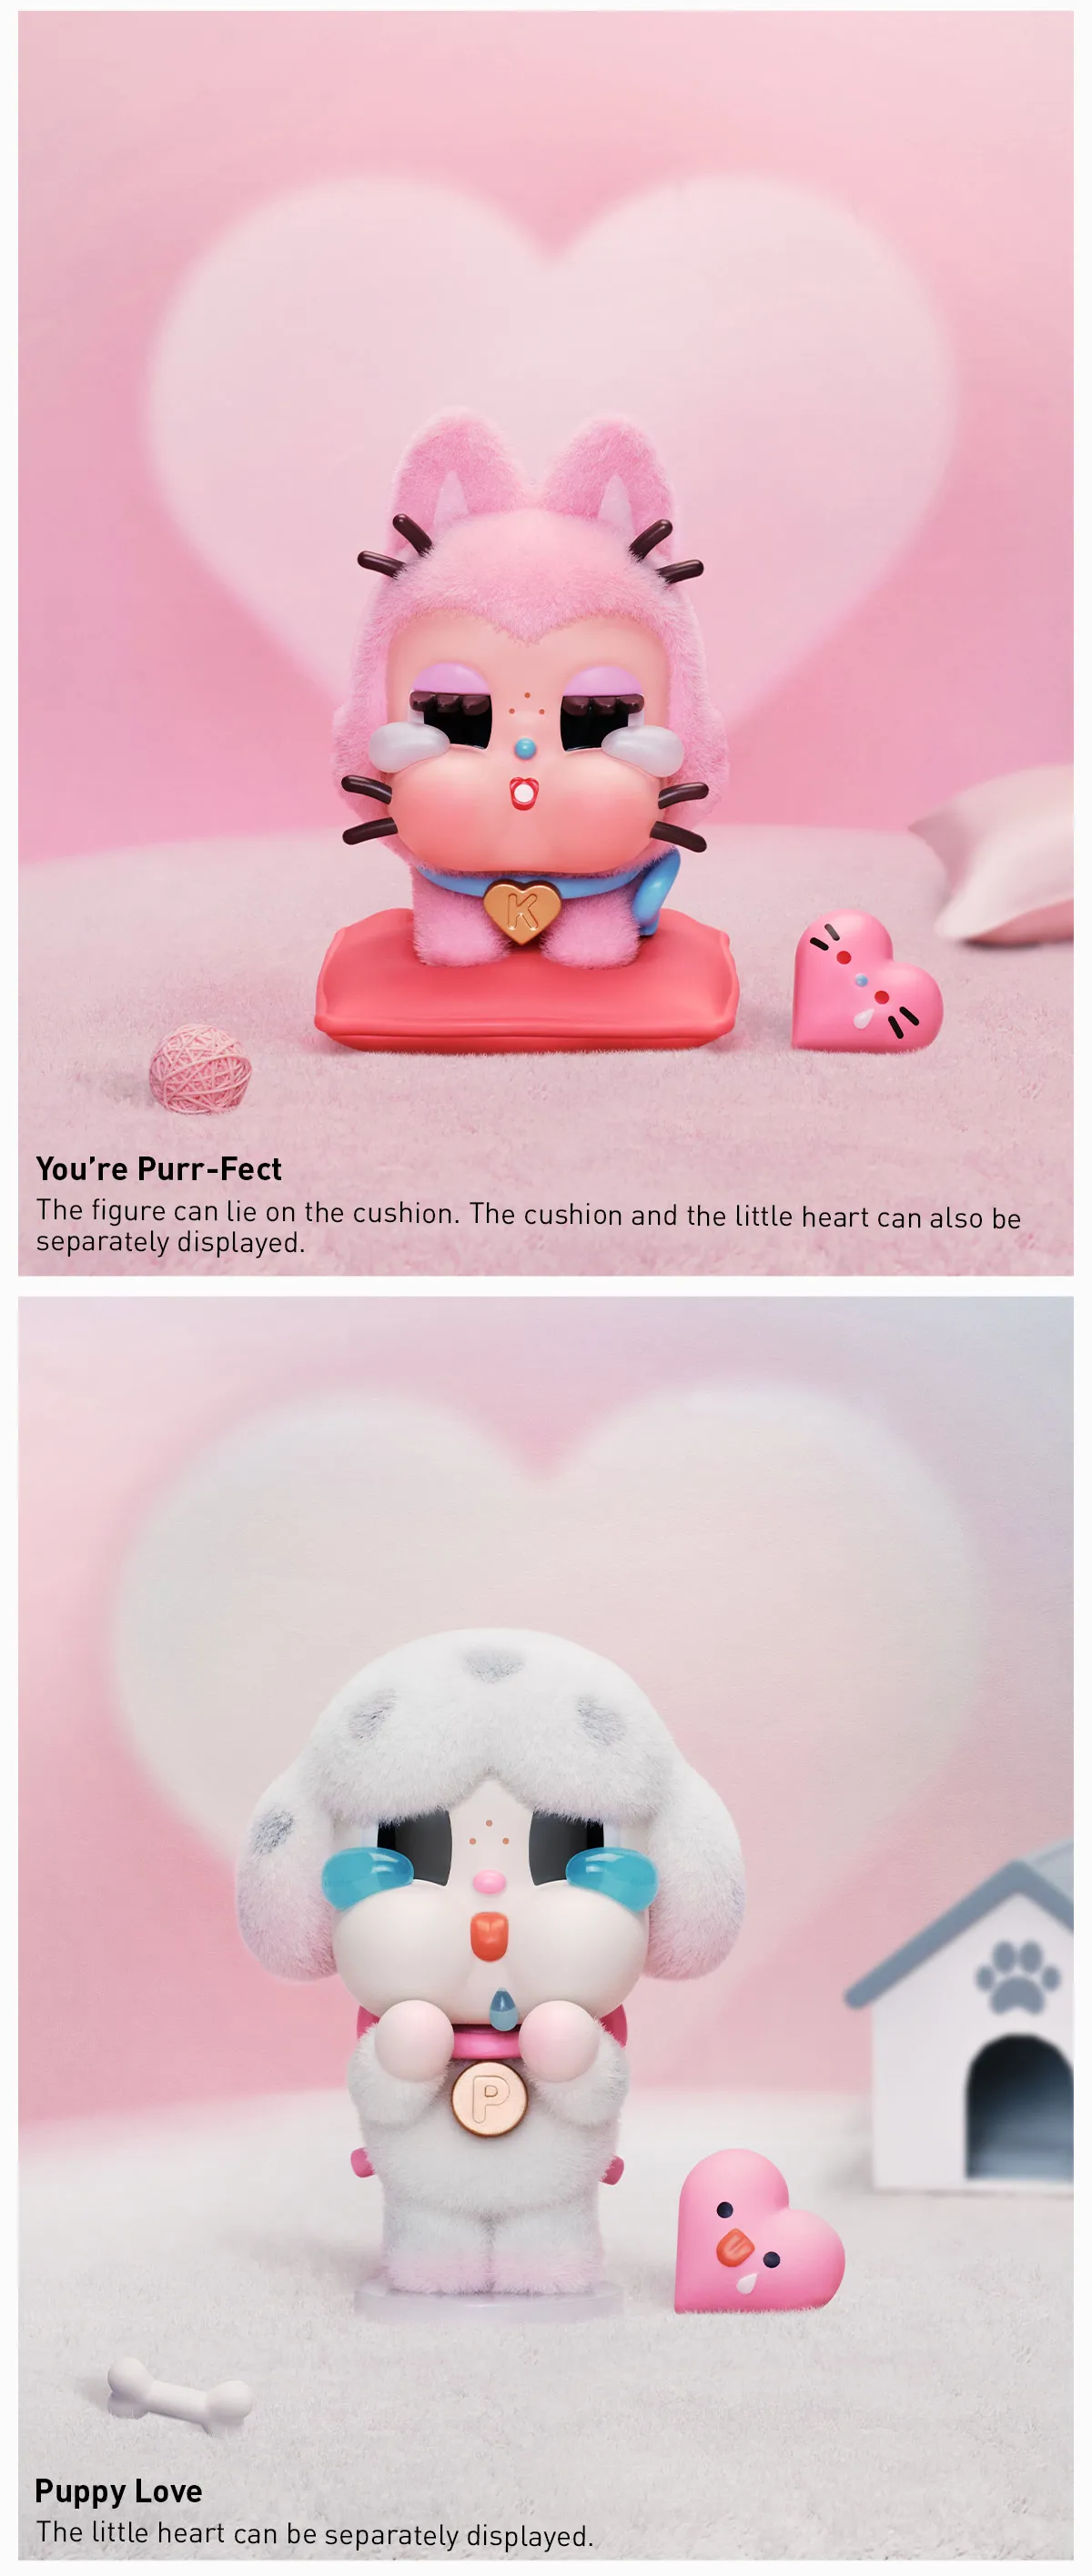 K
You're Purr-Fect
The figure can lie on the cushion. The cushion and the little heart can also be
separately displayed.
P
Puppy Love
The little heart can be separately displayed.